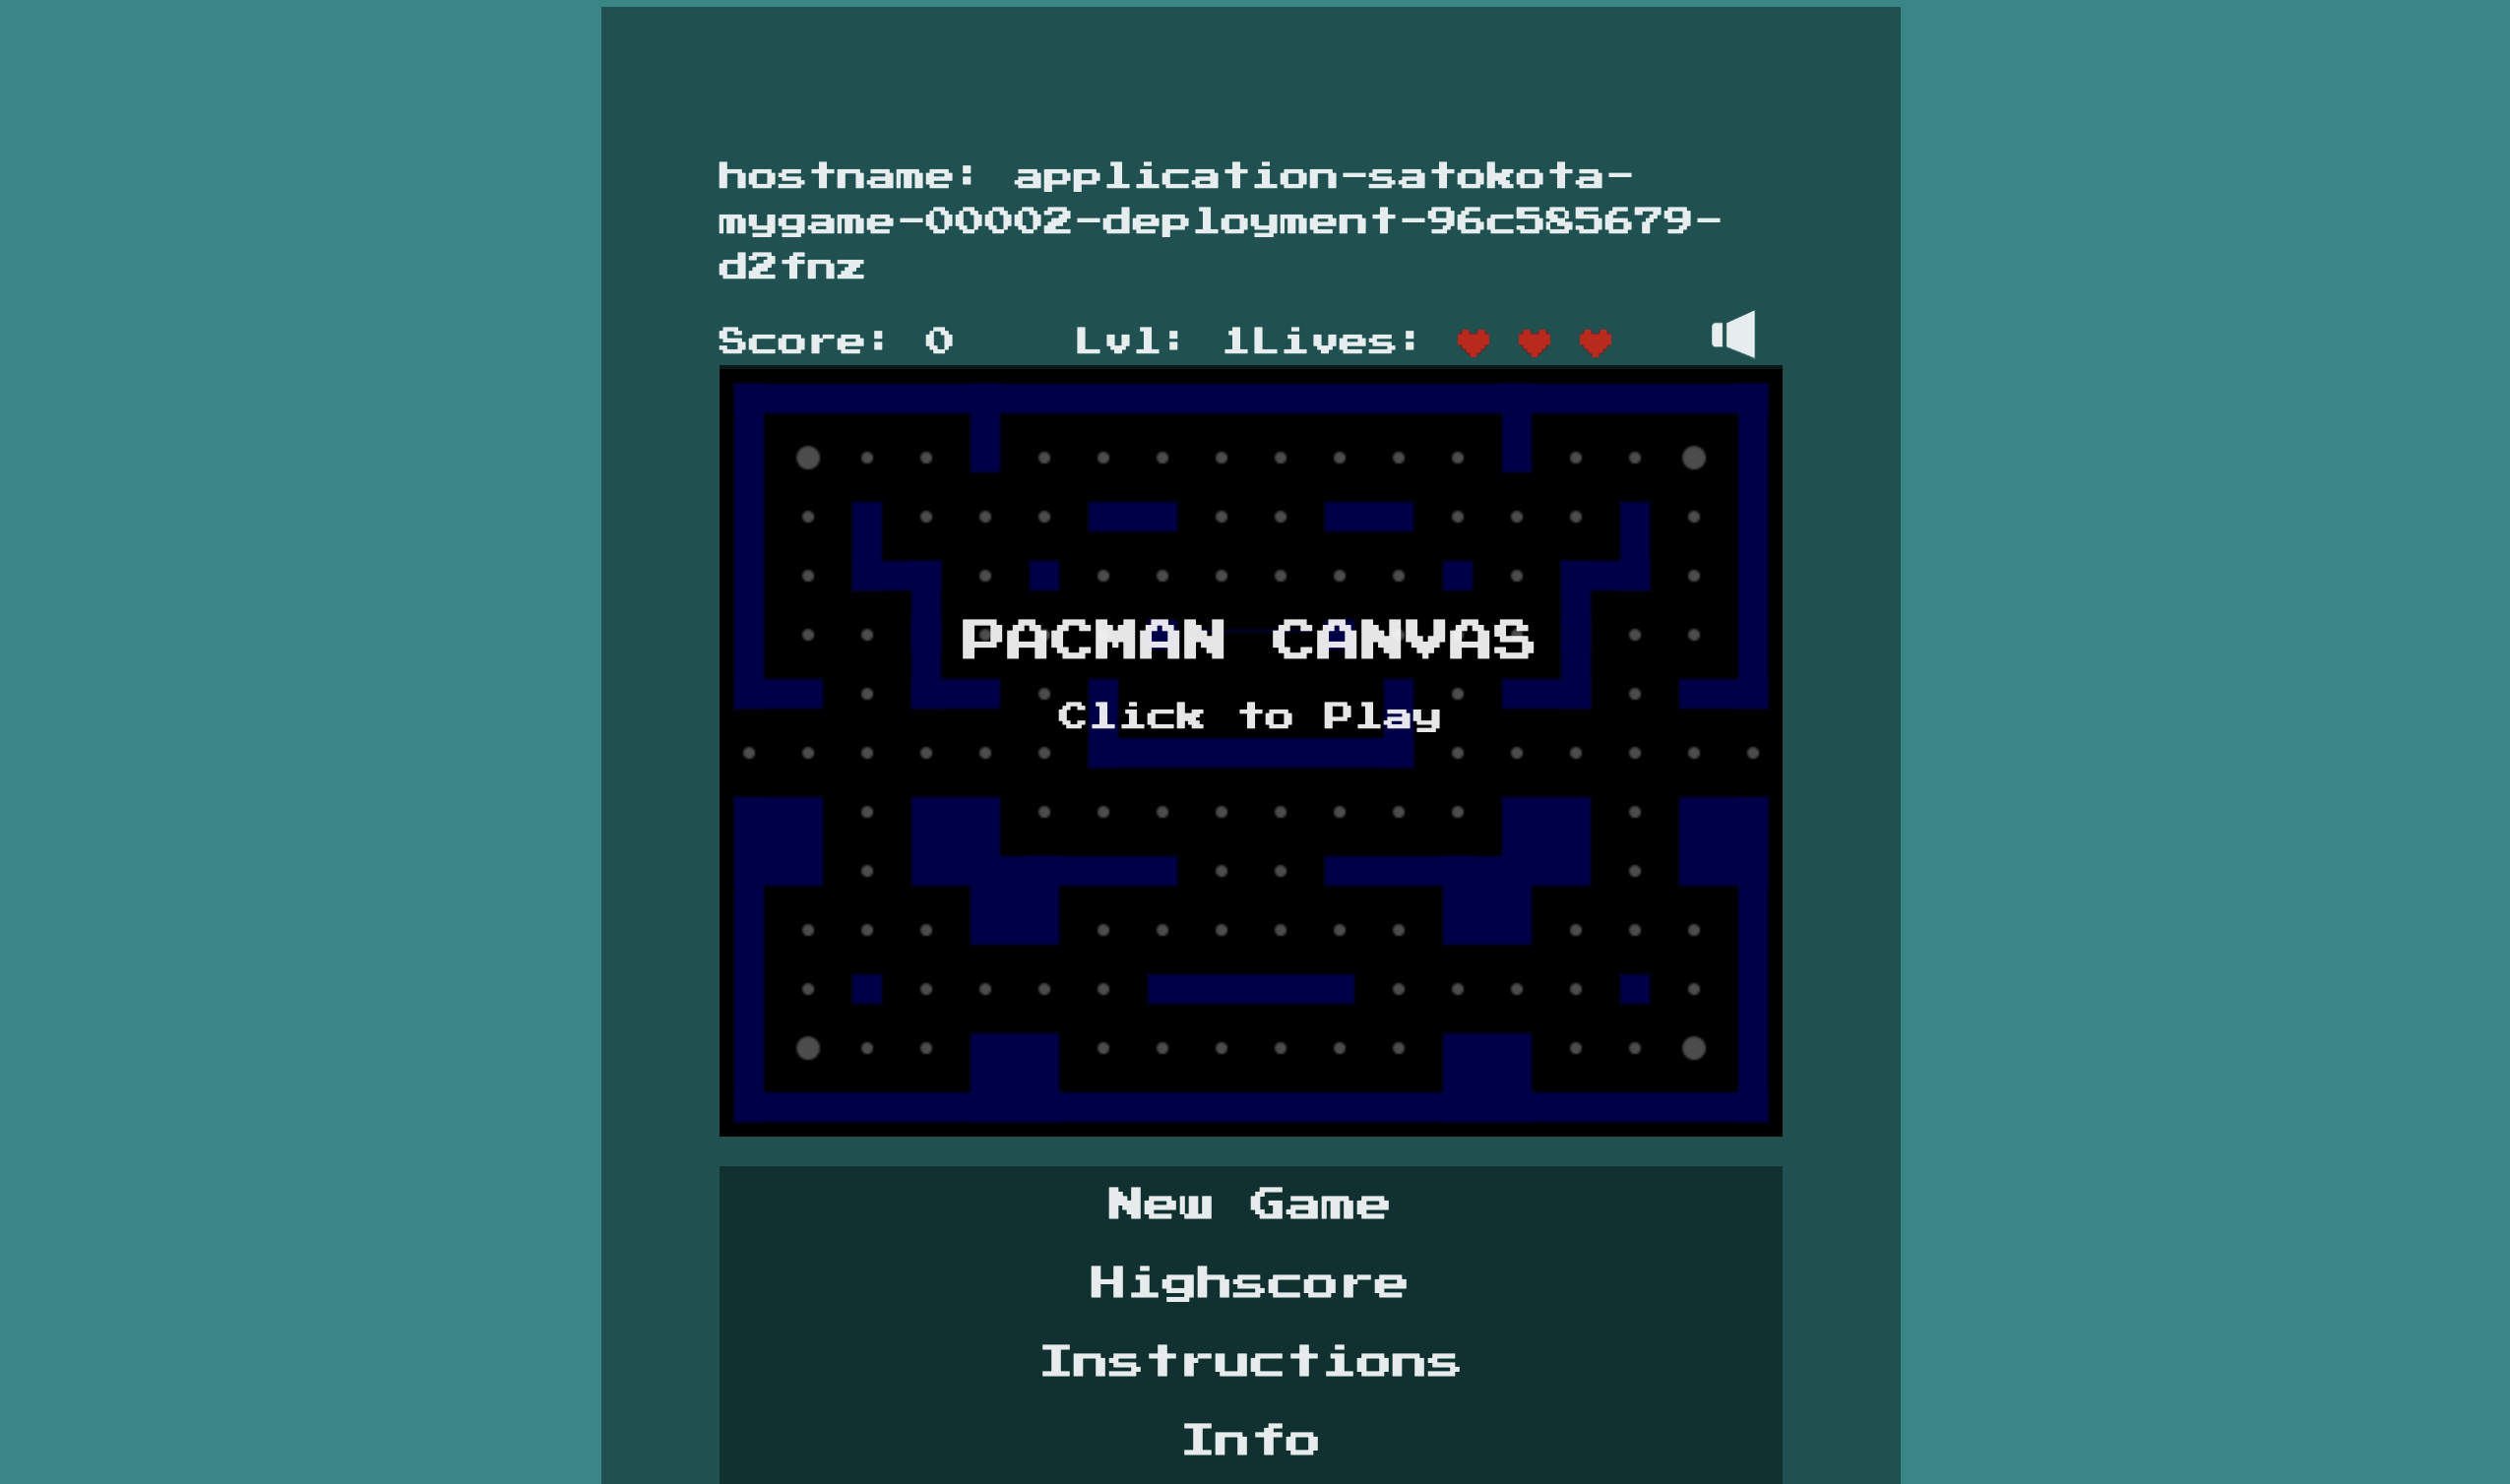 hostname: application-satokota-
mygame-00002-deployment-96c585679-
d2fnz
Score: 0 Lvl: 1Lives:
PACMAN CANVAS
Click to Play
New Game
Highscore
Instructions
Info